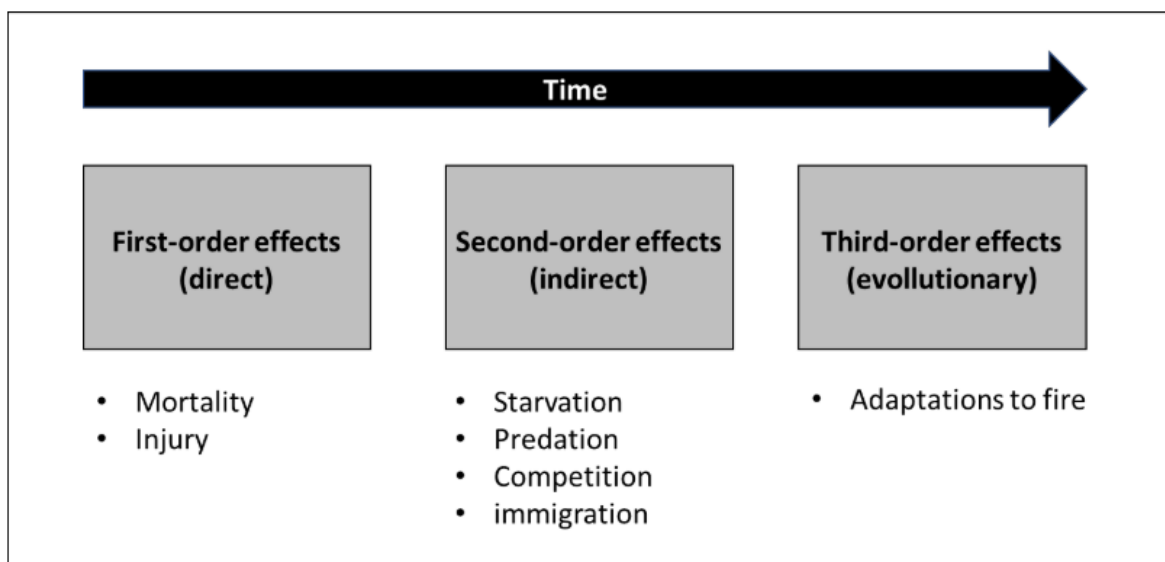 Time
First-order effects
(direct)
Second-order effects
(indirect)
Third-order effects
(evollutionary)
• Mortality
• Injury
• Starvation
• Predation
• Competition
• immigration
• Adaptations to fire